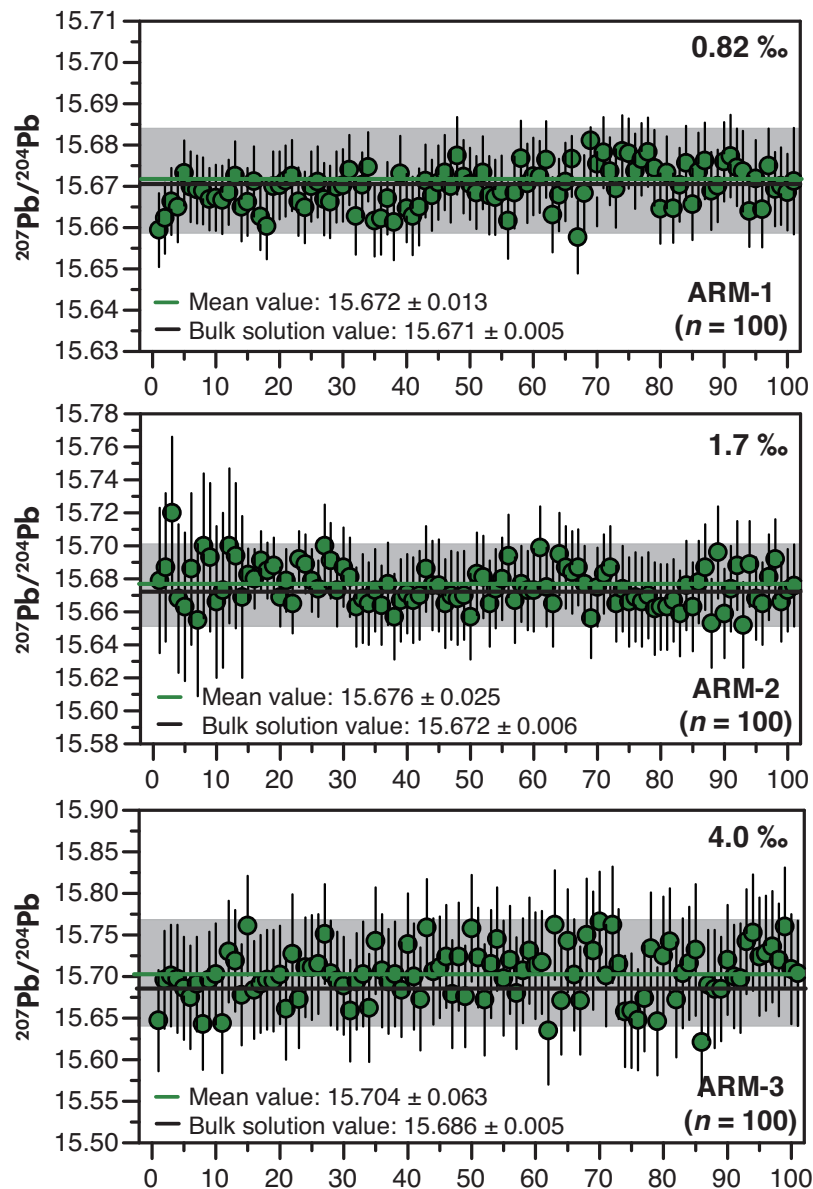 15.71
0.82 ‰
15.70
15.69
15.68
15.67
15.66
15.65
15.64
15.63
²⁰⁷Pb/²⁰⁴Pb
Mean value: 15.672 ± 0.013
Bulk solution value: 15.671 ± 0.005
ARM-1
(n = 100)
0 10 20 30 40 50 60 70 80 90 100
15.78
1.7 ‰
15.76
15.74
15.72
15.70
15.68
15.66
15.64
15.62
15.60
15.58
²⁰⁷Pb/²⁰⁴Pb
Mean value: 15.676 ± 0.025
Bulk solution value: 15.672 ± 0.006
ARM-2
(n = 100)
0 10 20 30 40 50 60 70 80 90 100
15.90
4.0 ‰
15.85
15.80
15.75
15.70
15.65
15.60
15.55
15.50
²⁰⁷Pb/²⁰⁴Pb
Mean value: 15.704 ± 0.063
Bulk solution value: 15.686 ± 0.005
ARM-3
(n = 100)
0 10 20 30 40 50 60 70 80 90 100